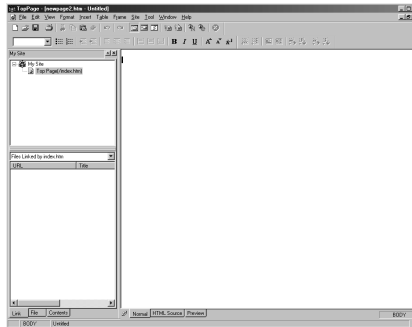 TopPage - [newpage2.htm - Untitled]
File Edit View Format Insert Table Frame Site Tool Window Help
B I U A A A
My Site
My Site
Top Page(/index.htm)
Files Linked by index.htm
URL Title
Link File Contents
Normal HTML Source Preview
BODY
BODY Untitled